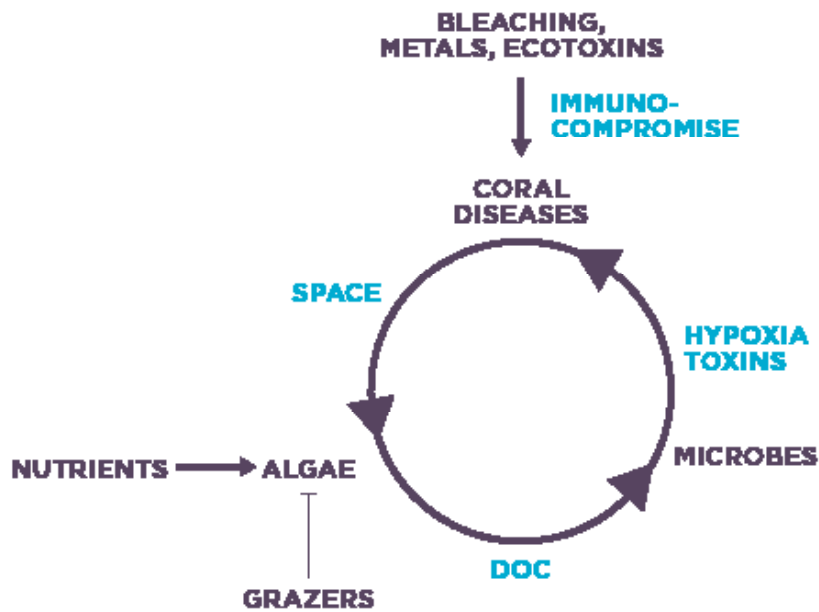 BLEACHING,
METALS, ECOTOXINS
IMMUNO-
COMPROMISE
CORAL
DISEASES
SPACE
HYPOXIA
TOXINS
NUTRIENTS
ALGAE
MICROBES
DOC
GRAZERS